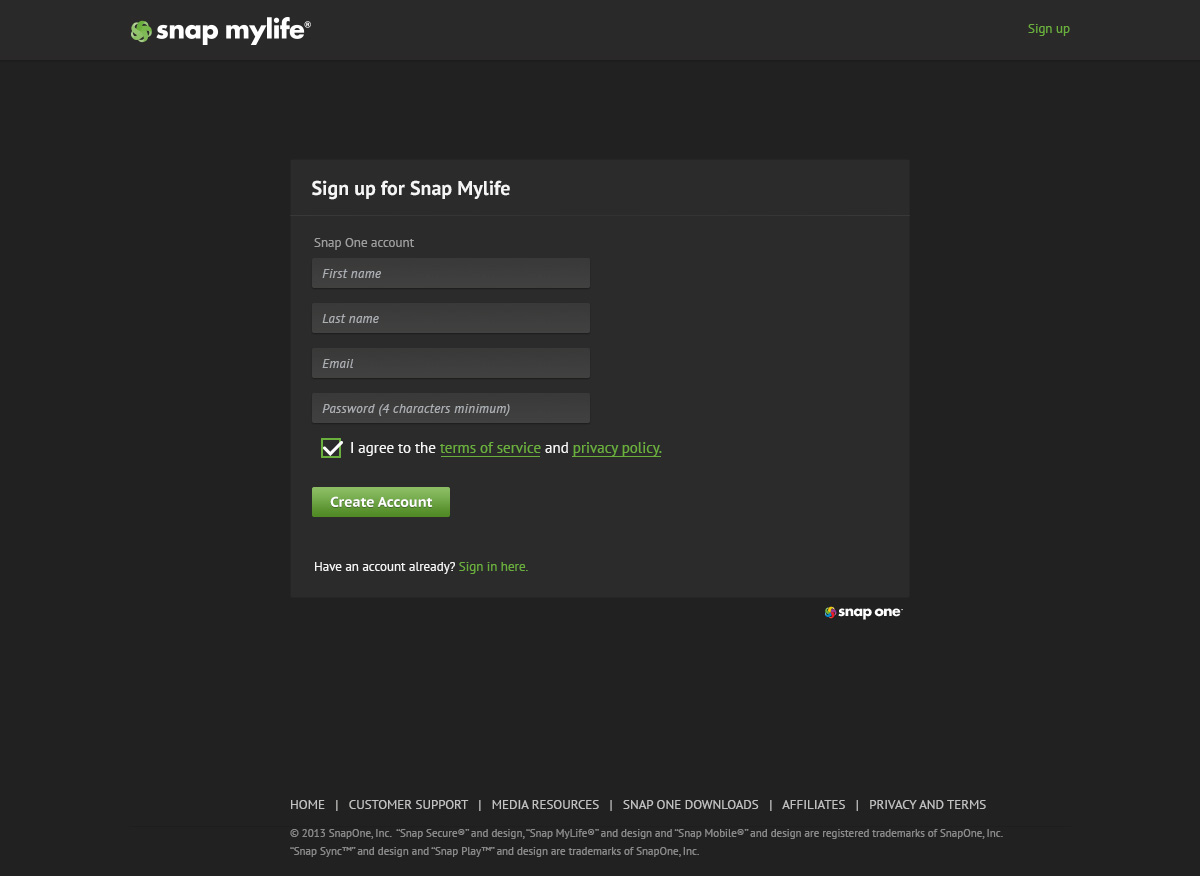 snap mylife®
Sign up
Sign up for Snap Mylife
Snap One account
First name
Last name
Email
Password (4 characters minimum)
I agree to the terms of service and privacy policy.
Create Account
Have an account already? Sign in here.
snap one
HOME | CUSTOMER SUPPORT | MEDIA RESOURCES | SNAP ONE DOWNLOADS | AFFILIATES | PRIVACY AND TERMS
© 2013 SnapOne, Inc. “Snap Secure®” and design, “Snap MyLife®” and design and “Snap Mobile®” and design are registered trademarks of SnapOne, Inc.
“Snap Sync™” and design and “Snap Play™” and design are trademarks of SnapOne, Inc.